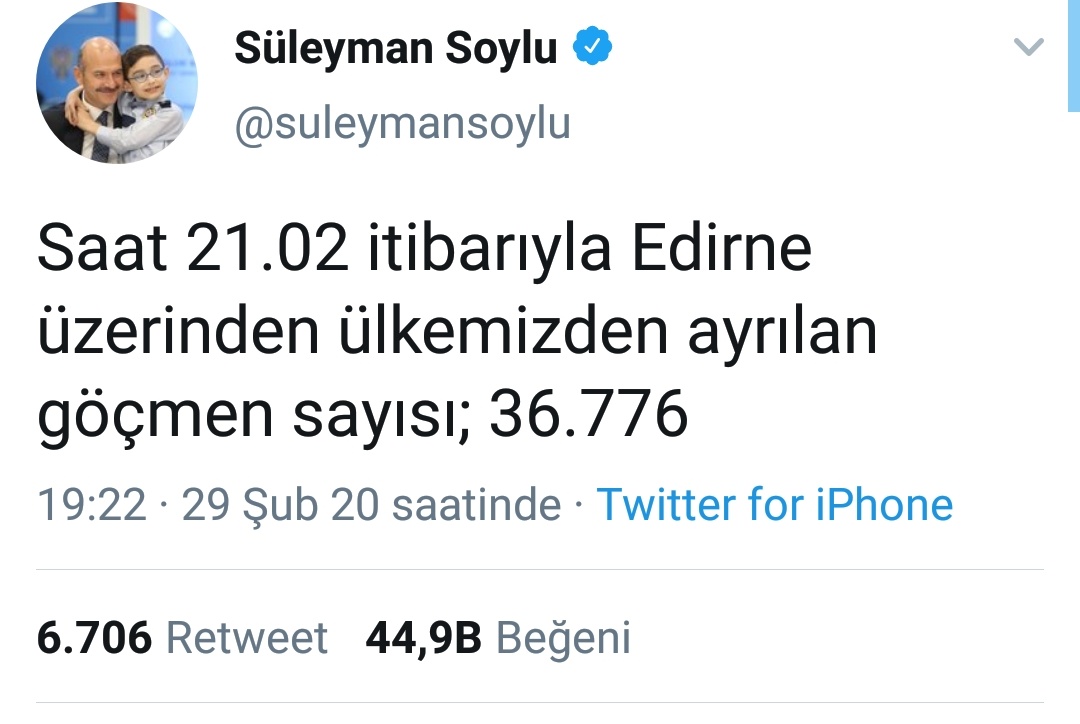 Süleyman Soylu
@suleymansoylu
Saat 21.02 itibarıyla Edirne
üzerinden ülkemizden ayrılan
göçmen sayısı; 36.776
19:22 · 29 Şub 20 saatinde · Twitter for iPhone
6.706 Retweet 44,9B Beğeni